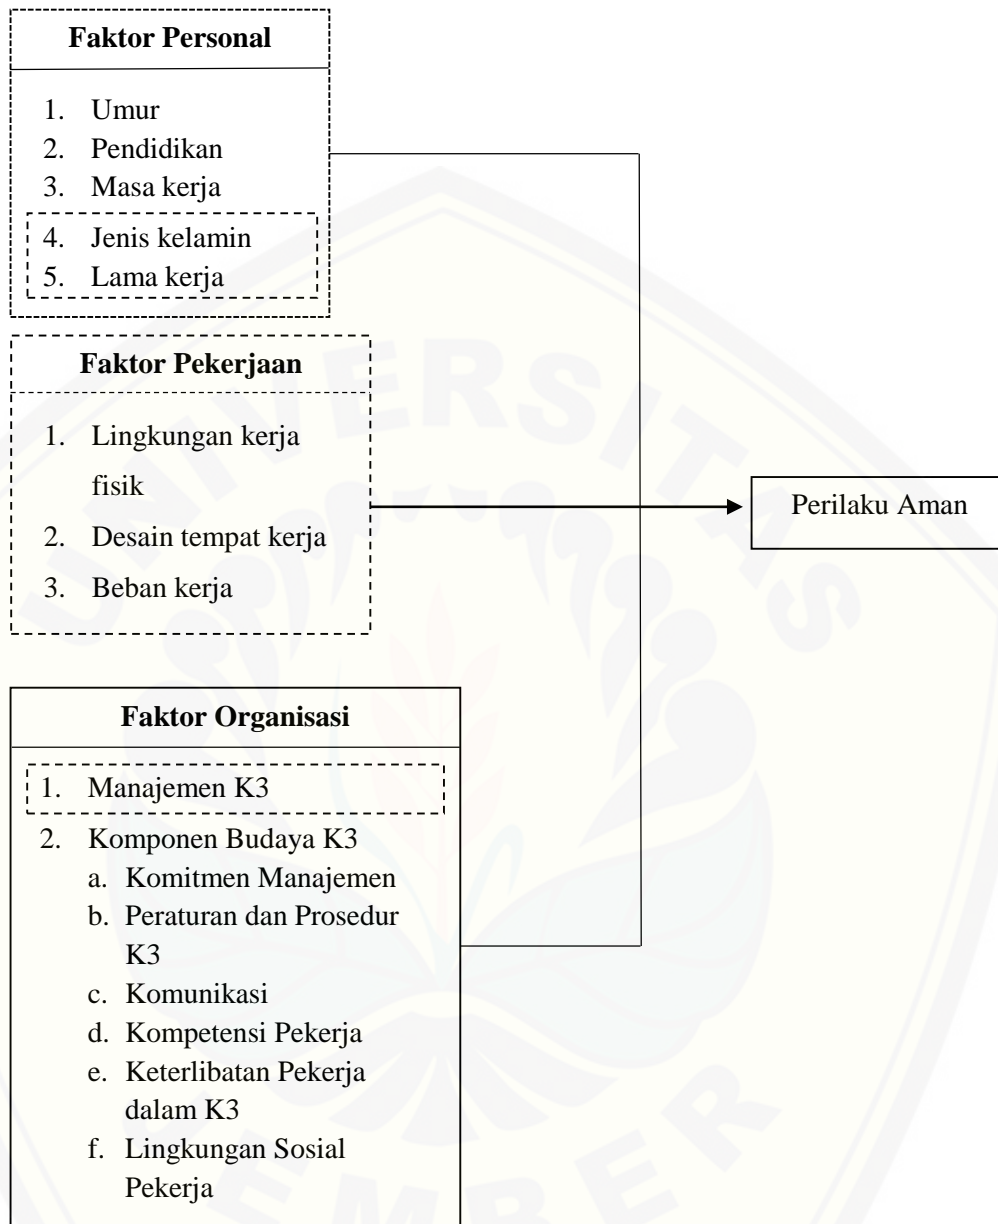 Faktor Personal
1. Umur
2. Pendidikan
3. Masa kerja
4. Jenis kelamin
5. Lama kerja
Faktor Pekerjaan
1. Lingkungan kerja
fisik
2. Desain tempat kerja
3. Beban kerja
Perilaku Aman
Faktor Organisasi
1. Manajemen K3
2. Komponen Budaya K3
a. Komitmen Manajemen
b. Peraturan dan Prosedur
K3
c. Komunikasi
d. Kompetensi Pekerja
e. Keterlibatan Pekerja
dalam K3
f. Lingkungan Sosial
Pekerja
UNIVERSITAS
JEMBER